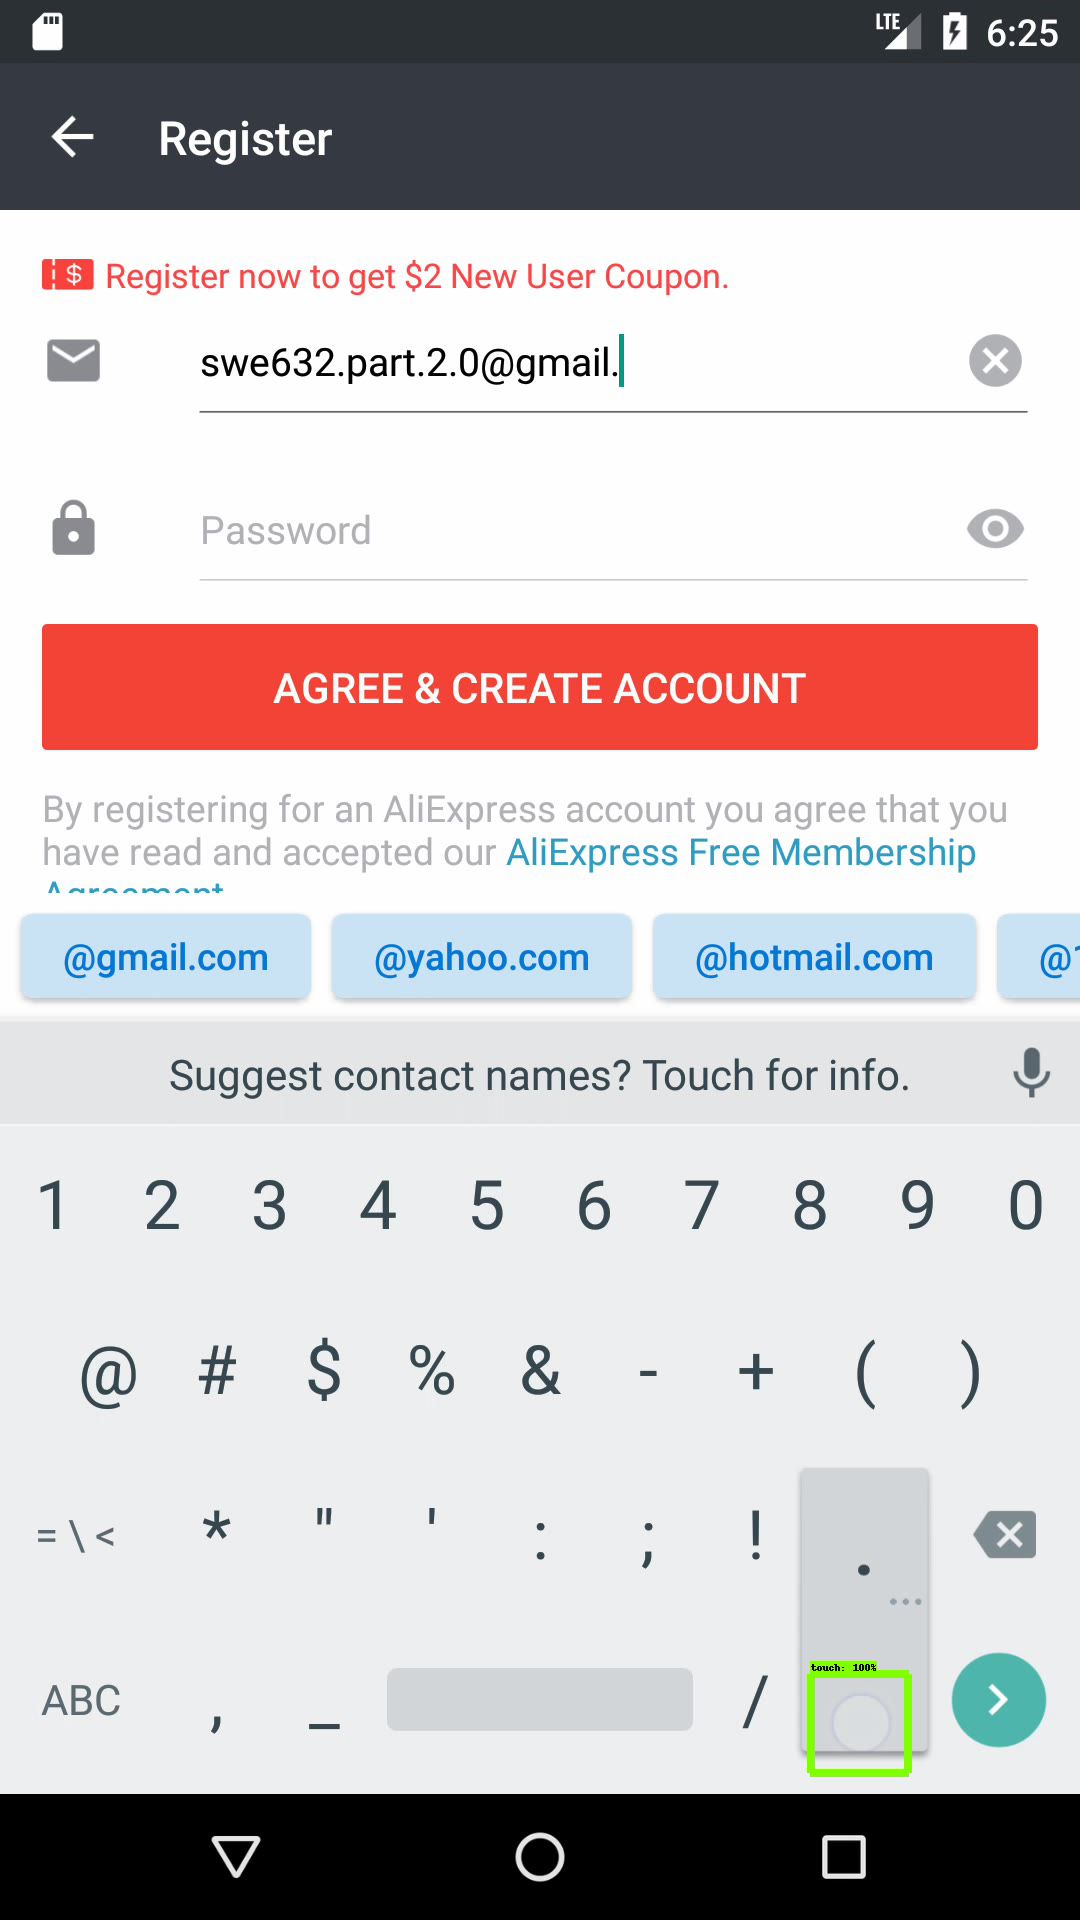 LTE 6:25
Register
Register now to get $2 New User Coupon.
swe632.part.2.0@gmail.
Password
AGREE & CREATE ACCOUNT
By registering for an AliExpress account you agree that you
have read and accepted our AliExpress Free Membership
Agreement
@gmail.com @yahoo.com @hotmail.com @1
Suggest contact names? Touch for info.
1 2 3 4 5 6 7 8 9 0
@ # $ % & - + ( )
= \ < * " ' : ; ! .
touch: 100%
ABC , _ /